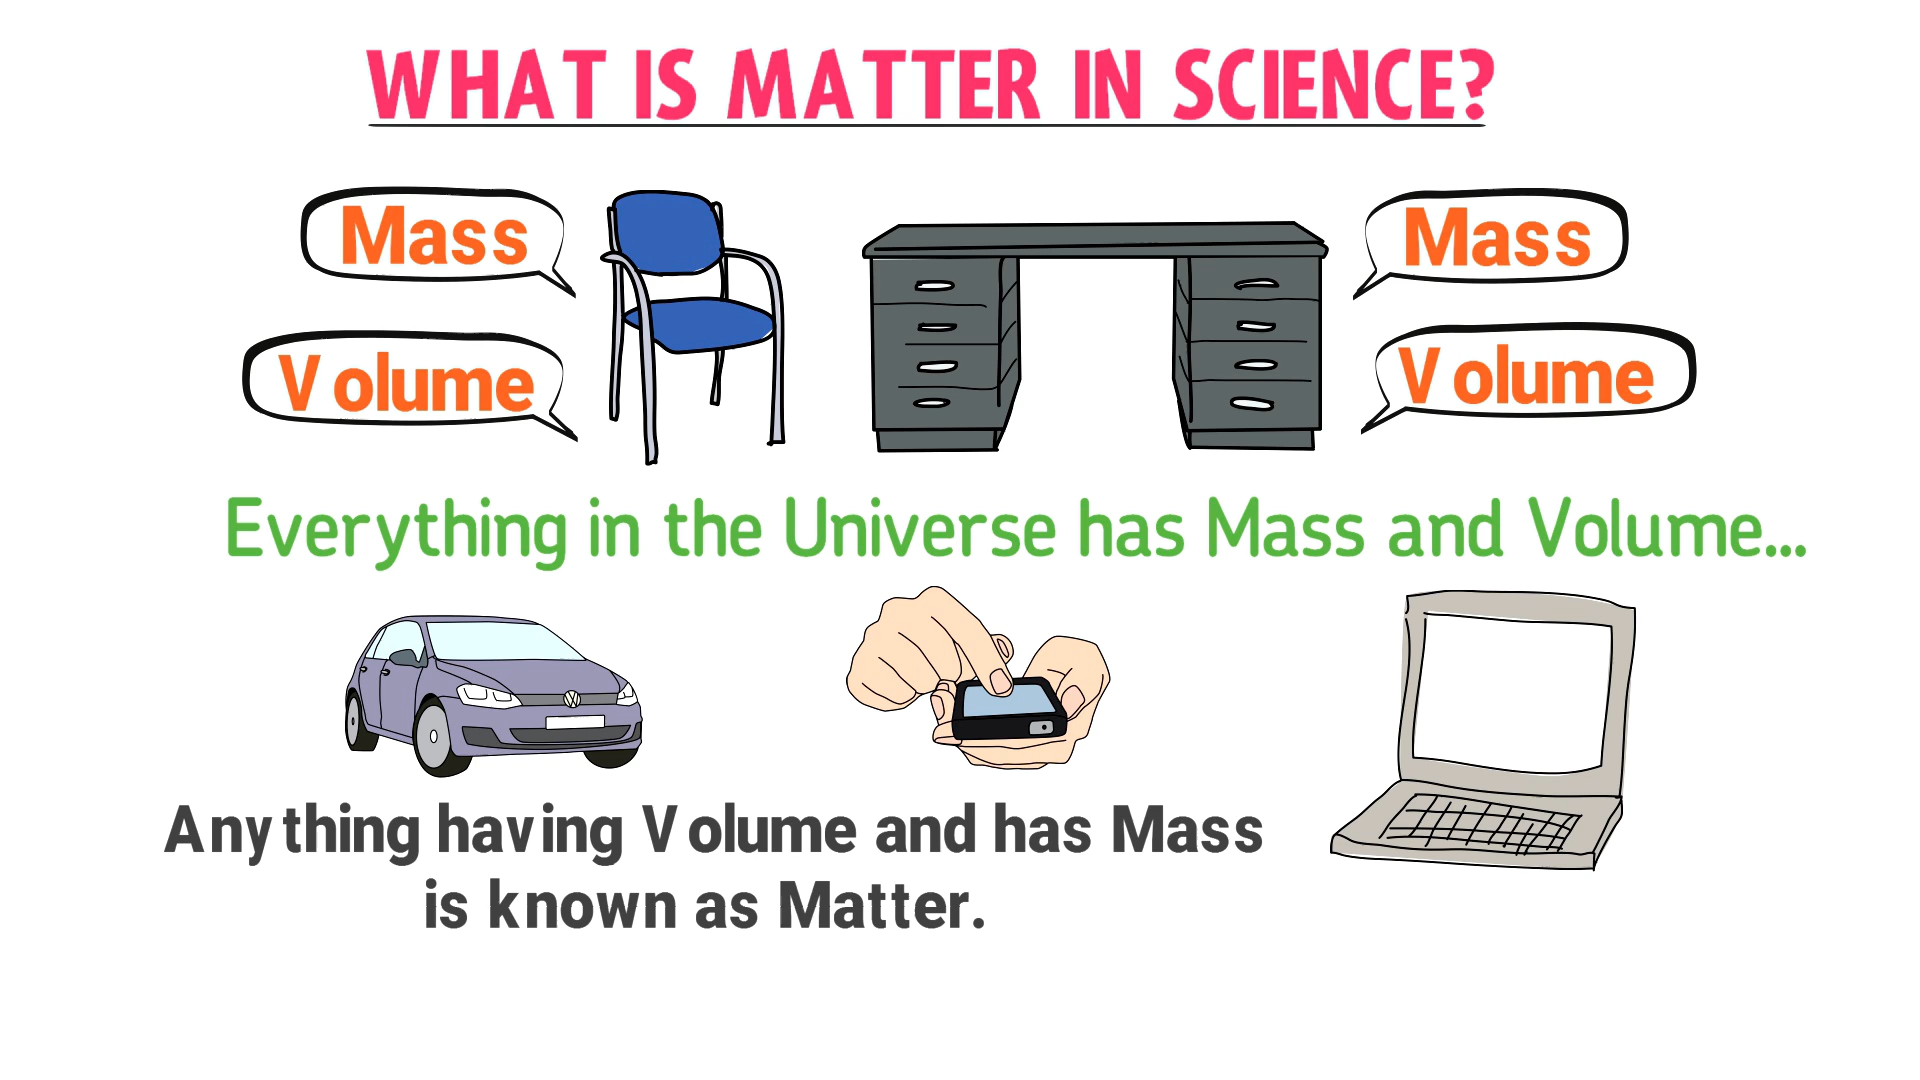 WHAT IS MATTER IN SCIENCE?
Mass
Mass
Volume
Volume
Everything in the Universe has Mass and Volume...
Anything having Volume and has Mass
is known as Matter.